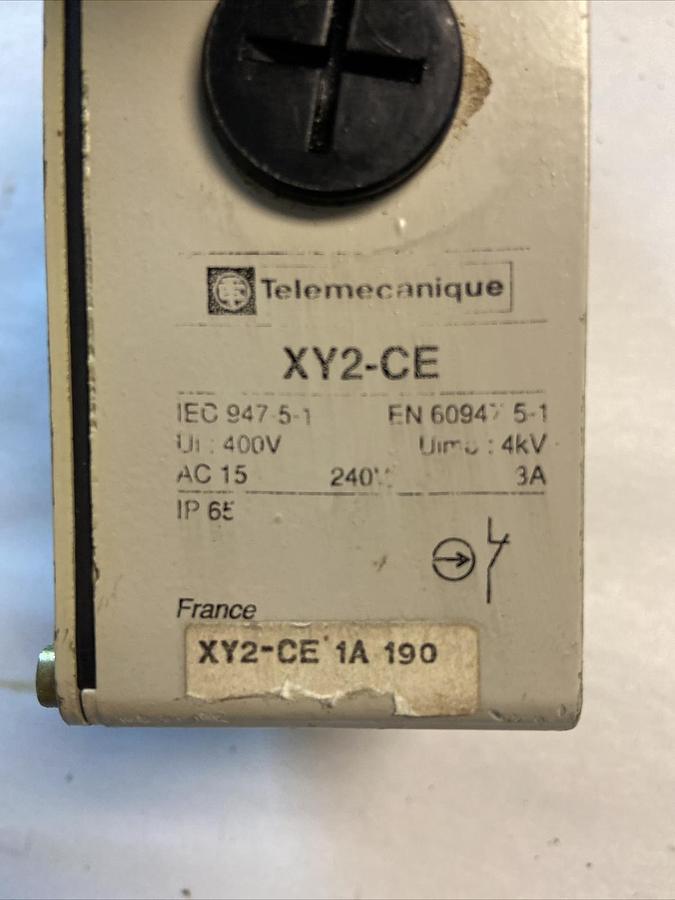 Telemecanique
XY2-CE
IEC 947-5-1 EN 60947 5-1
Ui : 400V Uimp : 4kV
AC 15 240V 3A
IP 65
France
XY2-CE 1A 190